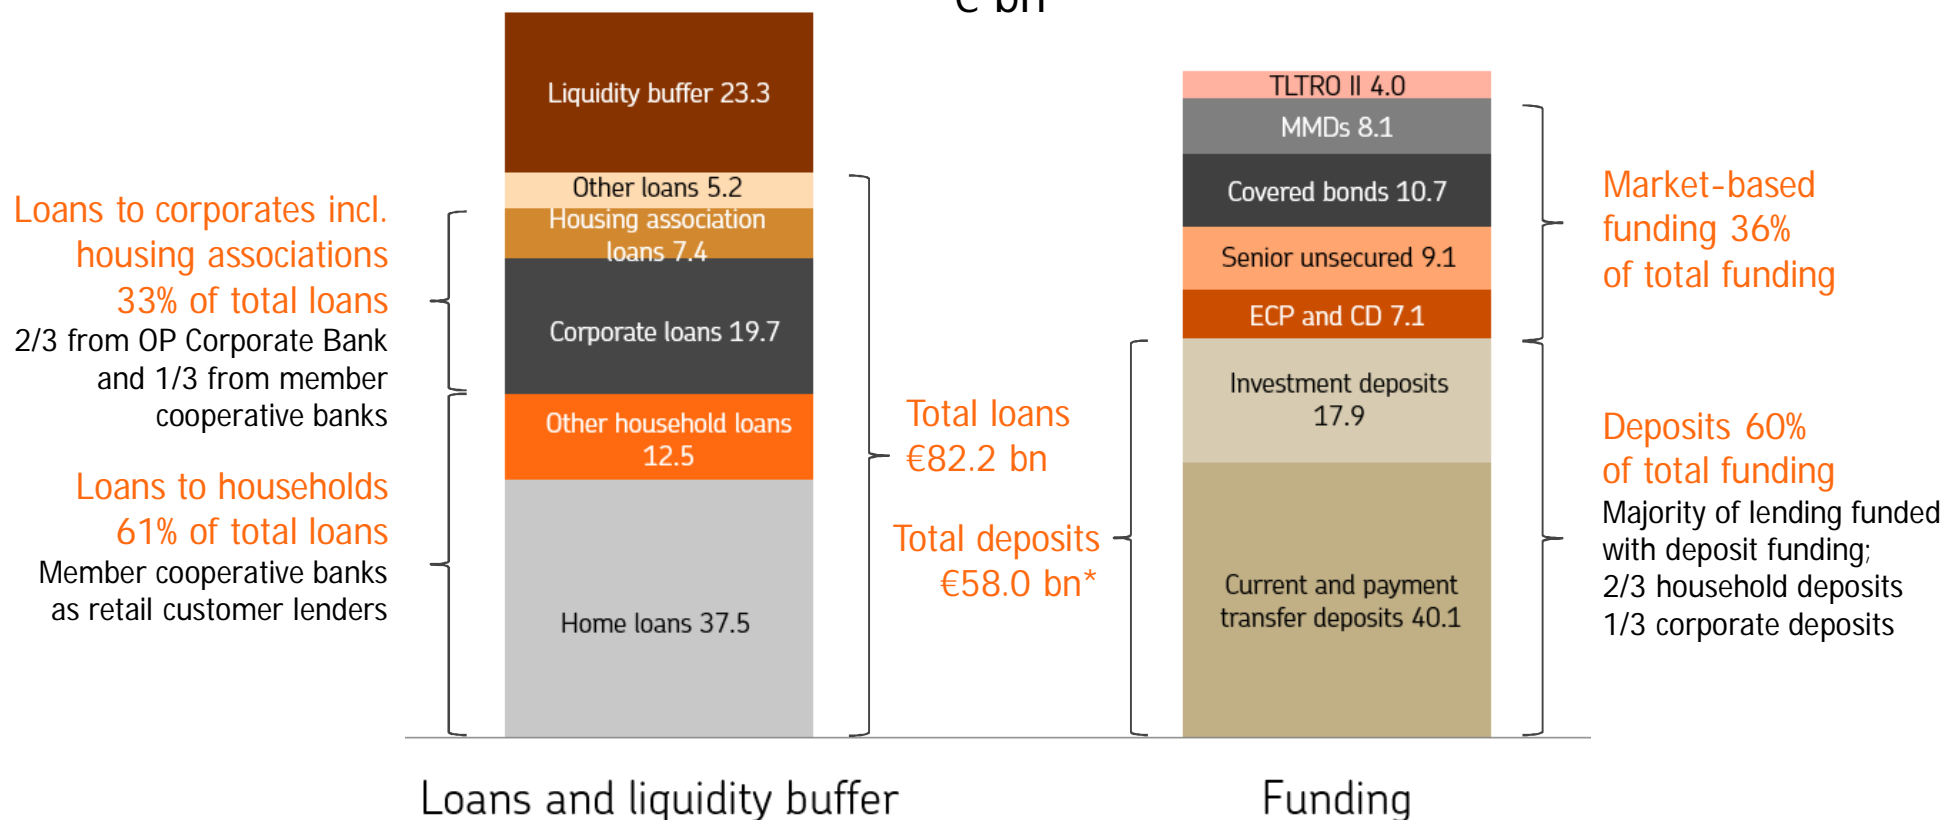 € bn
Liquidity buffer 23.3
Other loans 5.2
Housing association
loans 7.4
Corporate loans 19.7
Other household loans
12.5
Home loans 37.5
Loans to corporates incl.
housing associations
33% of total loans
2/3 from OP Corporate Bank
and 1/3 from member
cooperative banks
Loans to households
61% of total loans
Member cooperative banks
as retail customer lenders
Total loans
€82.2 bn
Total deposits
€58.0 bn*
TLTRO II 4.0
MMDs 8.1
Covered bonds 10.7
Senior unsecured 9.1
ECP and CD 7.1
Investment deposits
17.9
Current and payment
transfer deposits 40.1
Market-based
funding 36%
of total funding
Deposits 60%
of total funding
Majority of lending funded
with deposit funding;
2/3 household deposits
1/3 corporate deposits
Loans and liquidity buffer
Funding